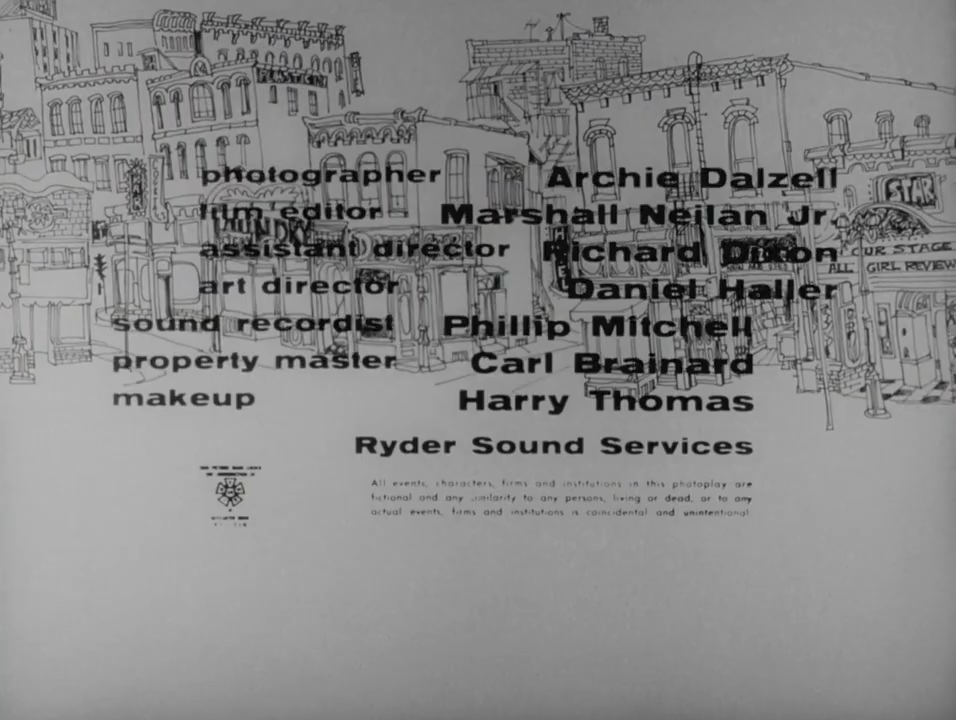 PLASTER
photographer Archie Dalzell
film editor Marshall Neilan Jr.
assistant director Richard Dixon
art director Daniel Haller
sound recordist Phillip Mitchell
property master Carl Brainard
makeup Harry Thomas
Ryder Sound Services
STAR
OUR STAGE
ALL GIRL REVIEW
All events, characters, firms and institutions in this photoplay are
fictional and any similarity to any persons, living or dead, or to any
actual events, firms and institutions is coincidental and unintentional.